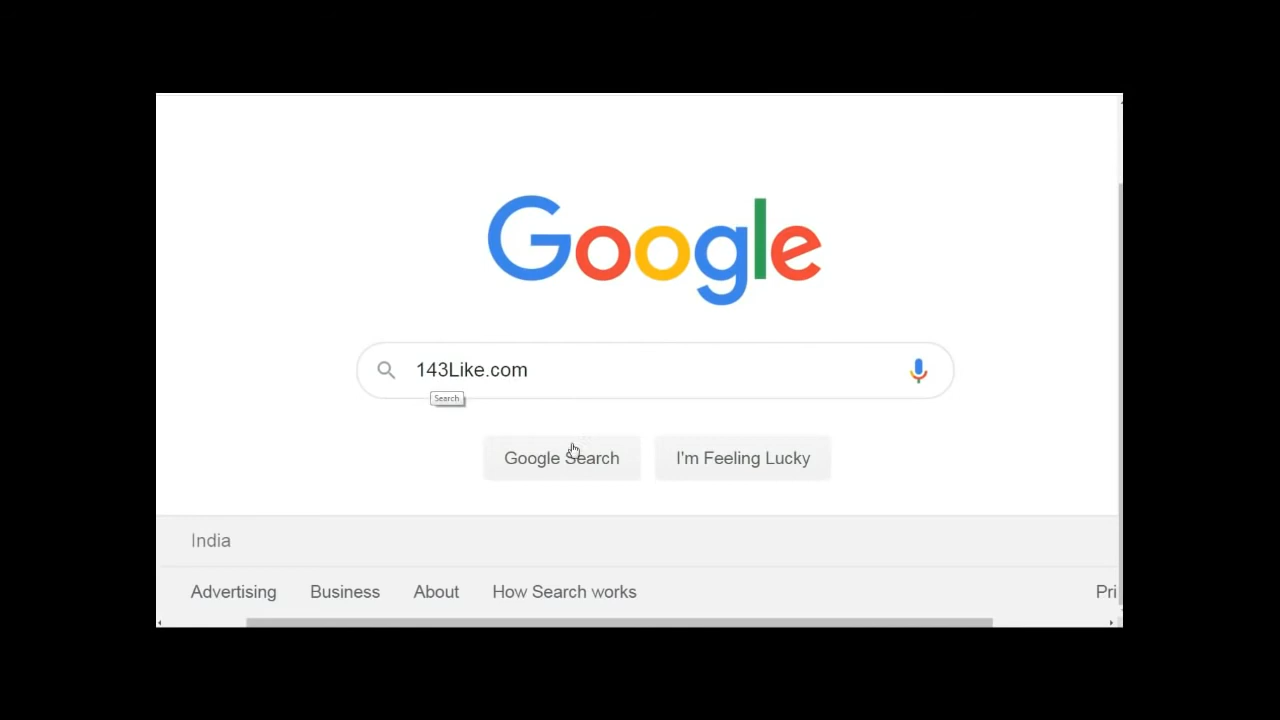 Google
143Like.com
Search
Google Search
I'm Feeling Lucky
India
Advertising
Business
About
How Search works
Pri